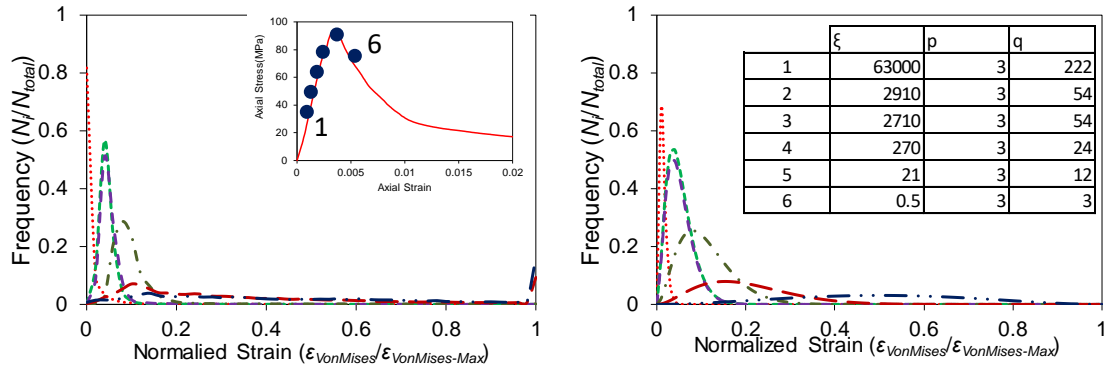 Frequency (Ni/Ntotal)
1
0.8
0.6
0.4
0.2
0
0 0.2 0.4 0.6 0.8 1
Normalied Strain (εVonMises/εVonMises-Max)
Axial Stress(MPa)
100
80
60
40
20
0
0 0.005 0.01 0.015 0.02
Axial Strain
1
6
Frequency (Ni/Ntotal)
1
0.8
0.6
0.4
0.2
0
0 0.2 0.4 0.6 0.8 1
Normalized Strain (εVonMises/εVonMises-Max)
ξ p q
1 63000 3 222
2 2910 3 54
3 2710 3 54
4 270 3 24
5 21 3 12
6 0.5 3 3